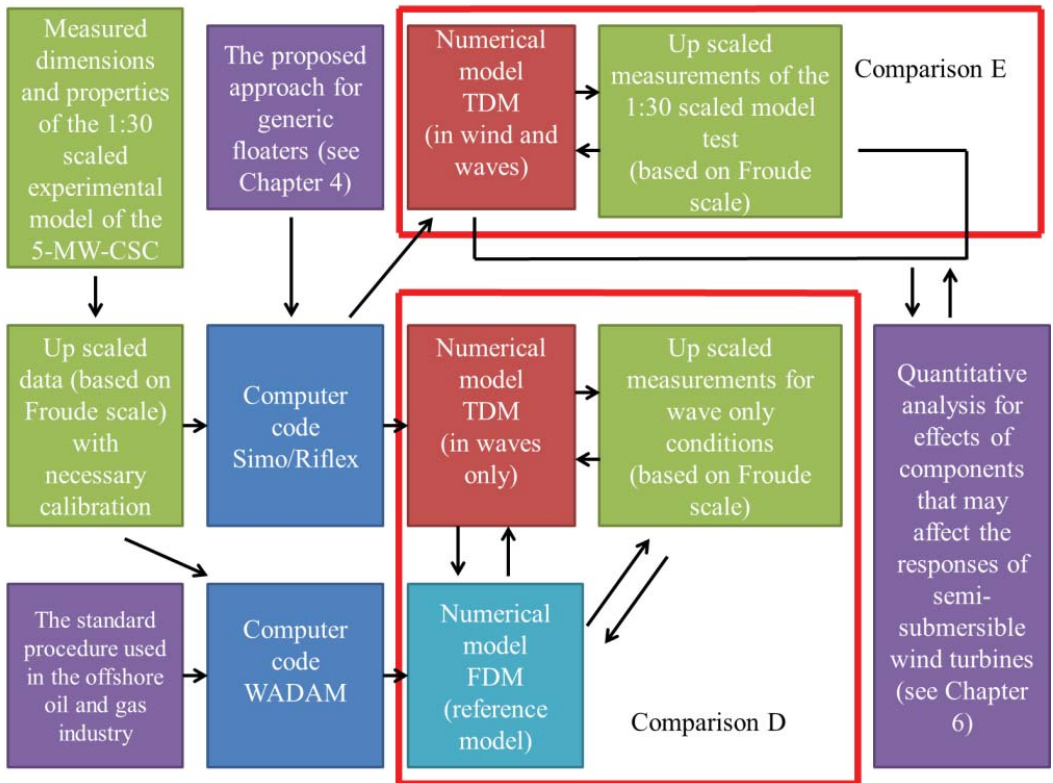 Measured
dimensions
and properties
of the 1:30
scaled
experimental
model of the
5-MW-CSC
The proposed
approach for
generic
floaters (see
Chapter 4)
Numerical
model
TDM
(in wind and
waves)
Up scaled
measurements of the
1:30 scaled model
test
(based on Froude
scale)
Comparison E
Up scaled
data (based on
Froude scale)
with
necessary
calibration
Computer
code
Simo/Riflex
Numerical
model
TDM
(in waves
only)
Up scaled
measurements for
wave only
conditions
(based on Froude
scale)
Quantitative
analysis for
effects of
components
that may
affect the
responses of
semi-
submersible
wind turbines
(see Chapter
6)
The standard
procedure used
in the offshore
oil and gas
industry
Computer
code
WADAM
Numerical
model
FDM
(reference
model)
Comparison D